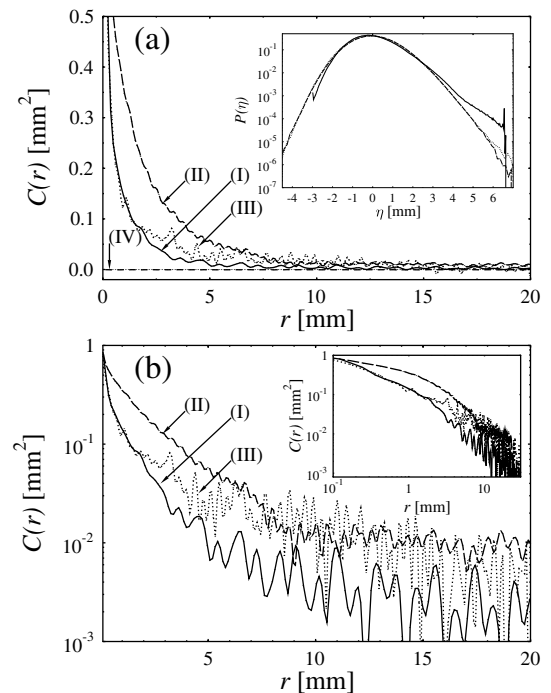 (a)
C(r) [mm²]
0.5
0.4
0.3
0.2
0.1
0.0
(II)
(I)
(III)
(IV)
0 5 10 15 20
r [mm]
P(η)
10⁻¹
10⁻²
10⁻³
10⁻⁴
10⁻⁵
10⁻⁶
10⁻⁷
-4 -3 -2 -1 0 1 2 3 4 5 6
η [mm]
(b)
C(r) [mm²]
1
10⁻¹
10⁻²
10⁻³
(II)
(I)
(III)
5 10 15 20
r [mm]
C(r) [mm²]
1
10⁻¹
10⁻²
10⁻³
0.1 1 10
r [mm]